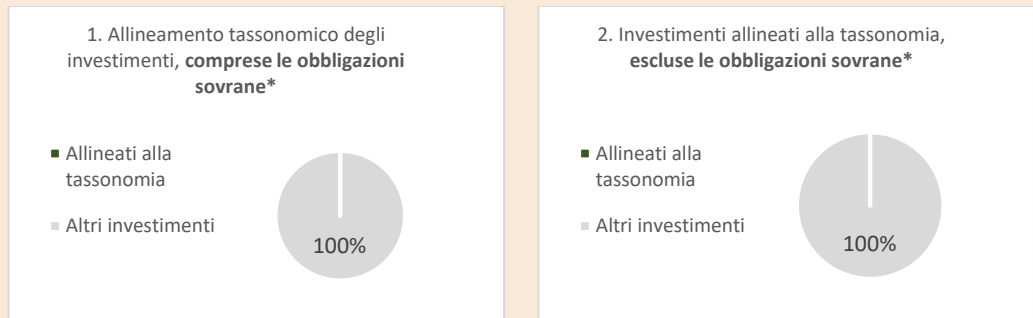 1. Allineamento tassonomico degli
investimenti, comprese le obbligazioni
sovrane*
Allineati alla
tassonomia
Altri investimenti
100%
2. Investimenti allineati alla tassonomia,
escluse le obbligazioni sovrane*
Allineati alla
tassonomia
Altri investimenti
100%